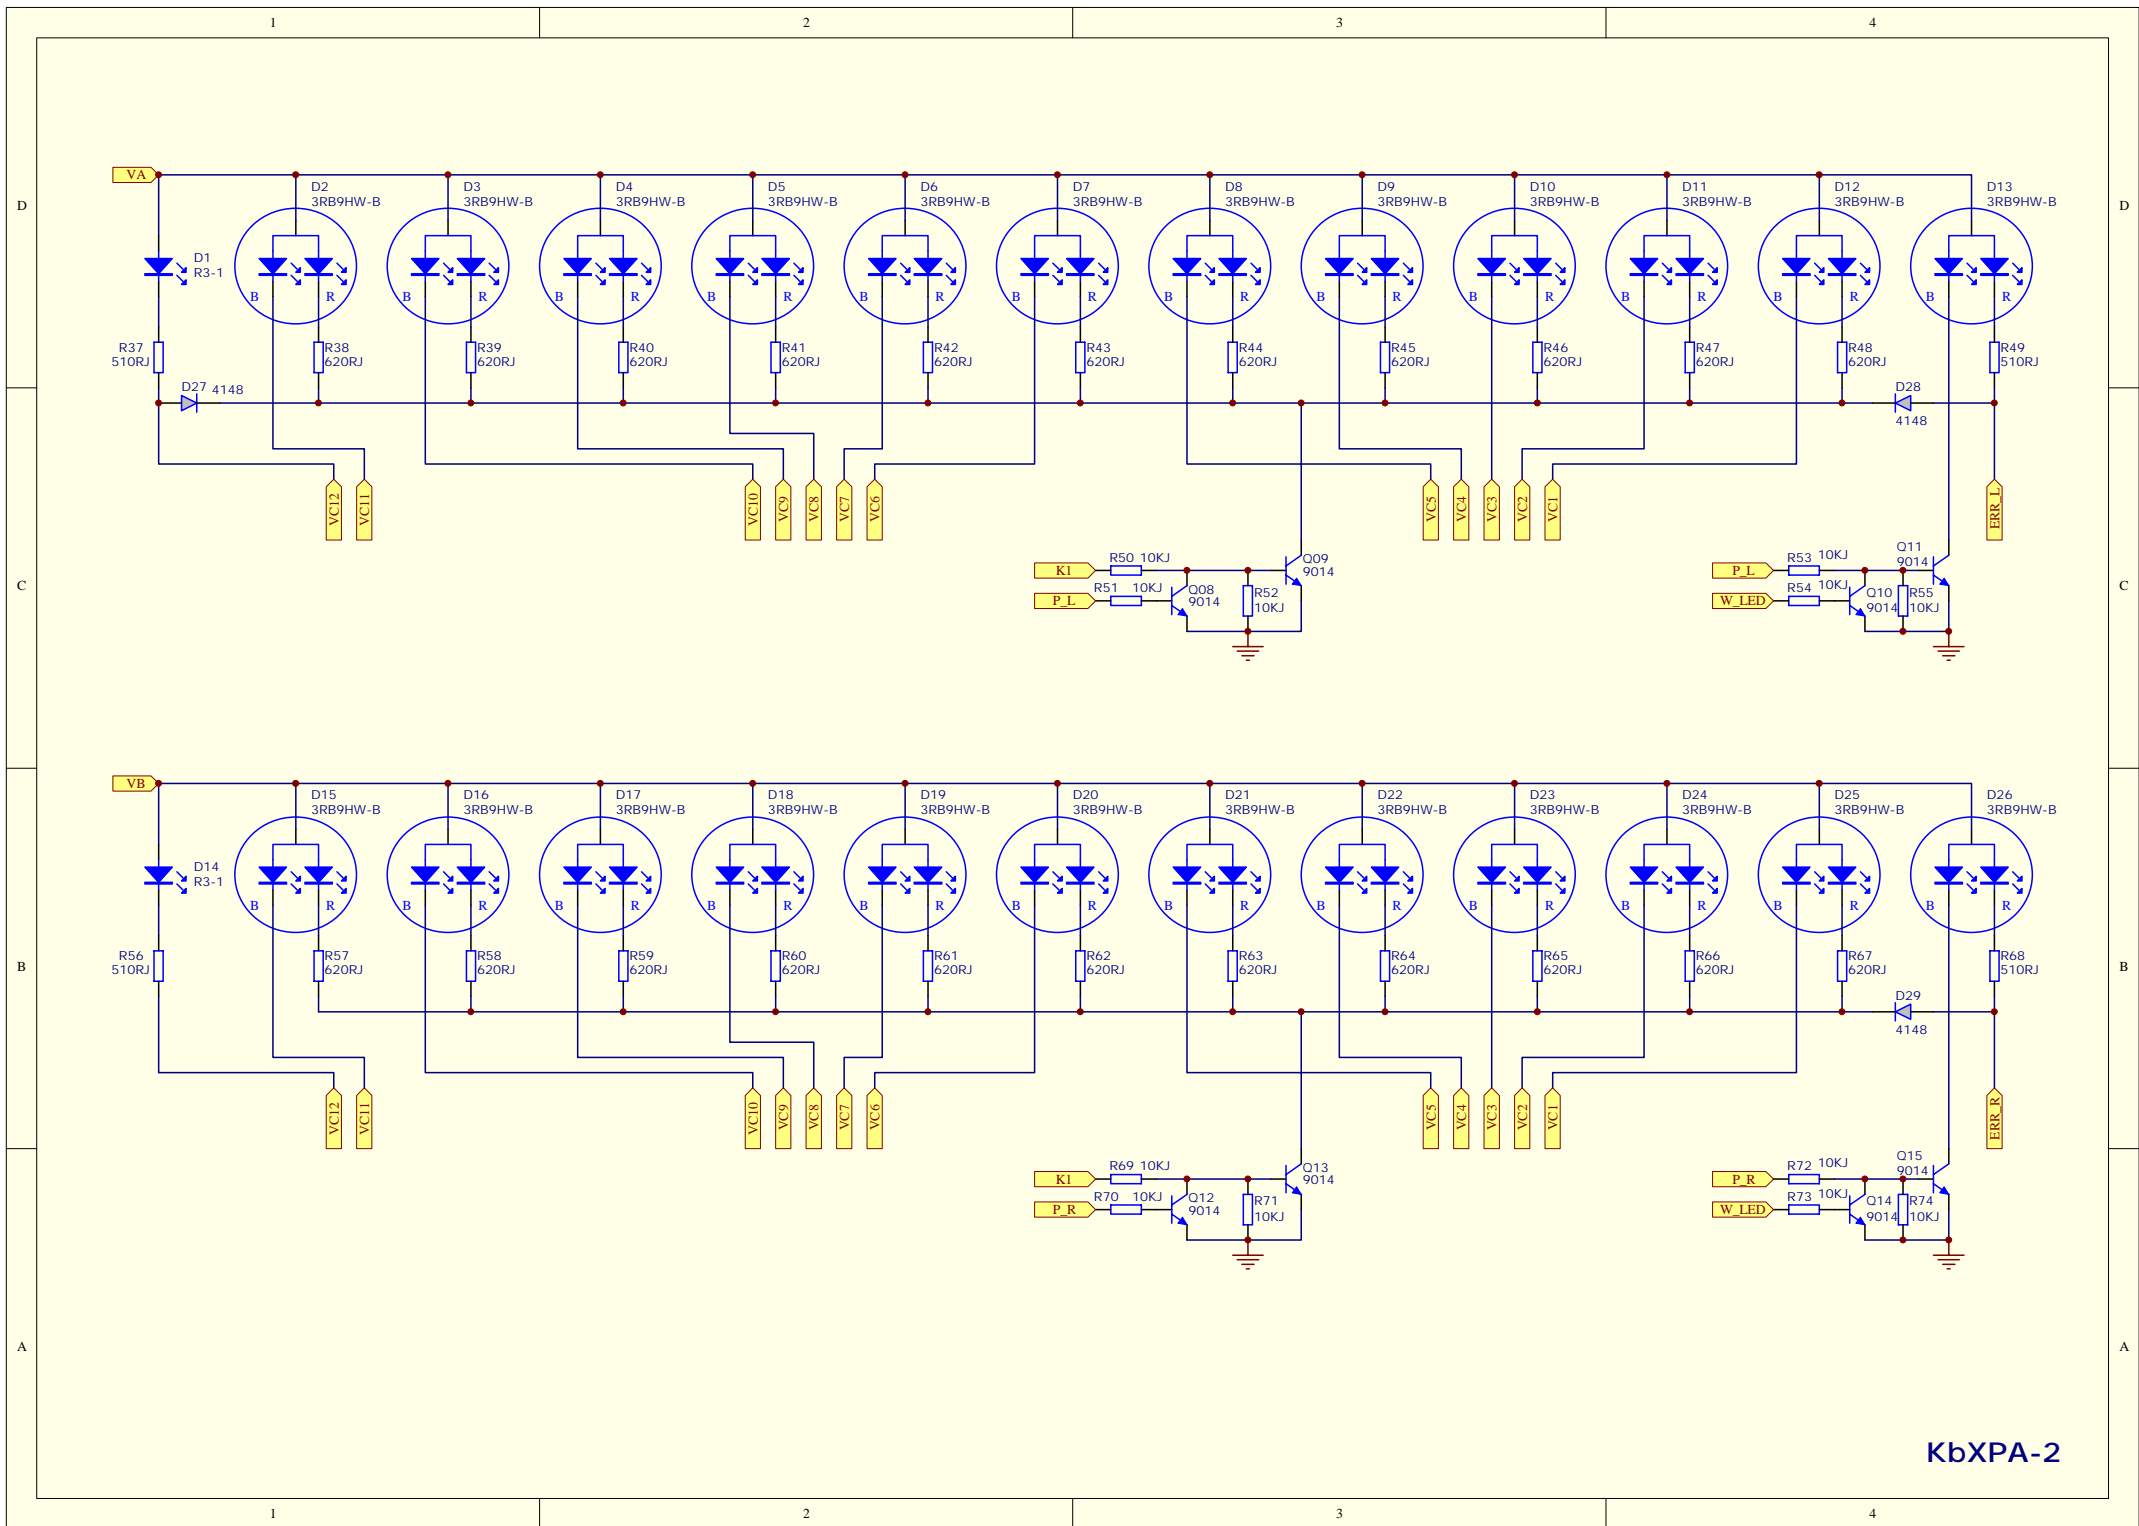 1 2 3 4
VA
D2 D3 D4 D5 D6 D7 D8 D9 D10 D11 D12 D13
3RB9HW-B 3RB9HW-B 3RB9HW-B 3RB9HW-B 3RB9HW-B 3RB9HW-B 3RB9HW-B 3RB9HW-B 3RB9HW-B 3RB9HW-B 3RB9HW-B 3RB9HW-B
D D
D1
R3-1
B R B R B R B R B R B R B R B R B R B R B R B R
R37 R38 R39 R40 R41 R42 R43 R44 R45 R46 R47 R48 R49
510RJ 620RJ 620RJ 620RJ 620RJ 620RJ 620RJ 620RJ 620RJ 620RJ 620RJ 620RJ 510RJ
D27 4148 D28
4148
VC12 VC11 VC10 VC9 VC8 VC7 VC6 VC5 VC4 VC3 VC2 VC1 ERR_L
K1 R50 10KJ Q09
9014
P_L R51 10KJ Q08
9014
R52
10KJ
P_L R53 10KJ Q11
9014
W_LED R54 10KJ Q10
9014
R55
10KJ
C C
VB
D15 D16 D17 D18 D19 D20 D21 D22 D23 D24 D25 D26
3RB9HW-B 3RB9HW-B 3RB9HW-B 3RB9HW-B 3RB9HW-B 3RB9HW-B 3RB9HW-B 3RB9HW-B 3RB9HW-B 3RB9HW-B 3RB9HW-B 3RB9HW-B
D14
R3-1
B R B R B R B R B R B R B R B R B R B R B R B R
R56 R57 R58 R59 R60 R61 R62 R63 R64 R65 R66 R67 R68
510RJ 620RJ 620RJ 620RJ 620RJ 620RJ 620RJ 620RJ 620RJ 620RJ 620RJ 620RJ 510RJ
B B
D29
4148
VC12 VC11 VC10 VC9 VC8 VC7 VC6 VC5 VC4 VC3 VC2 VC1 ERR_R
K1 R69 10KJ Q13
9014
P_R R70 10KJ Q12
9014
R71
10KJ
P_R R72 10KJ Q15
9014
W_LED R73 10KJ Q14
9014
R74
10KJ
A A
KbXPA-2
1 2 3 4